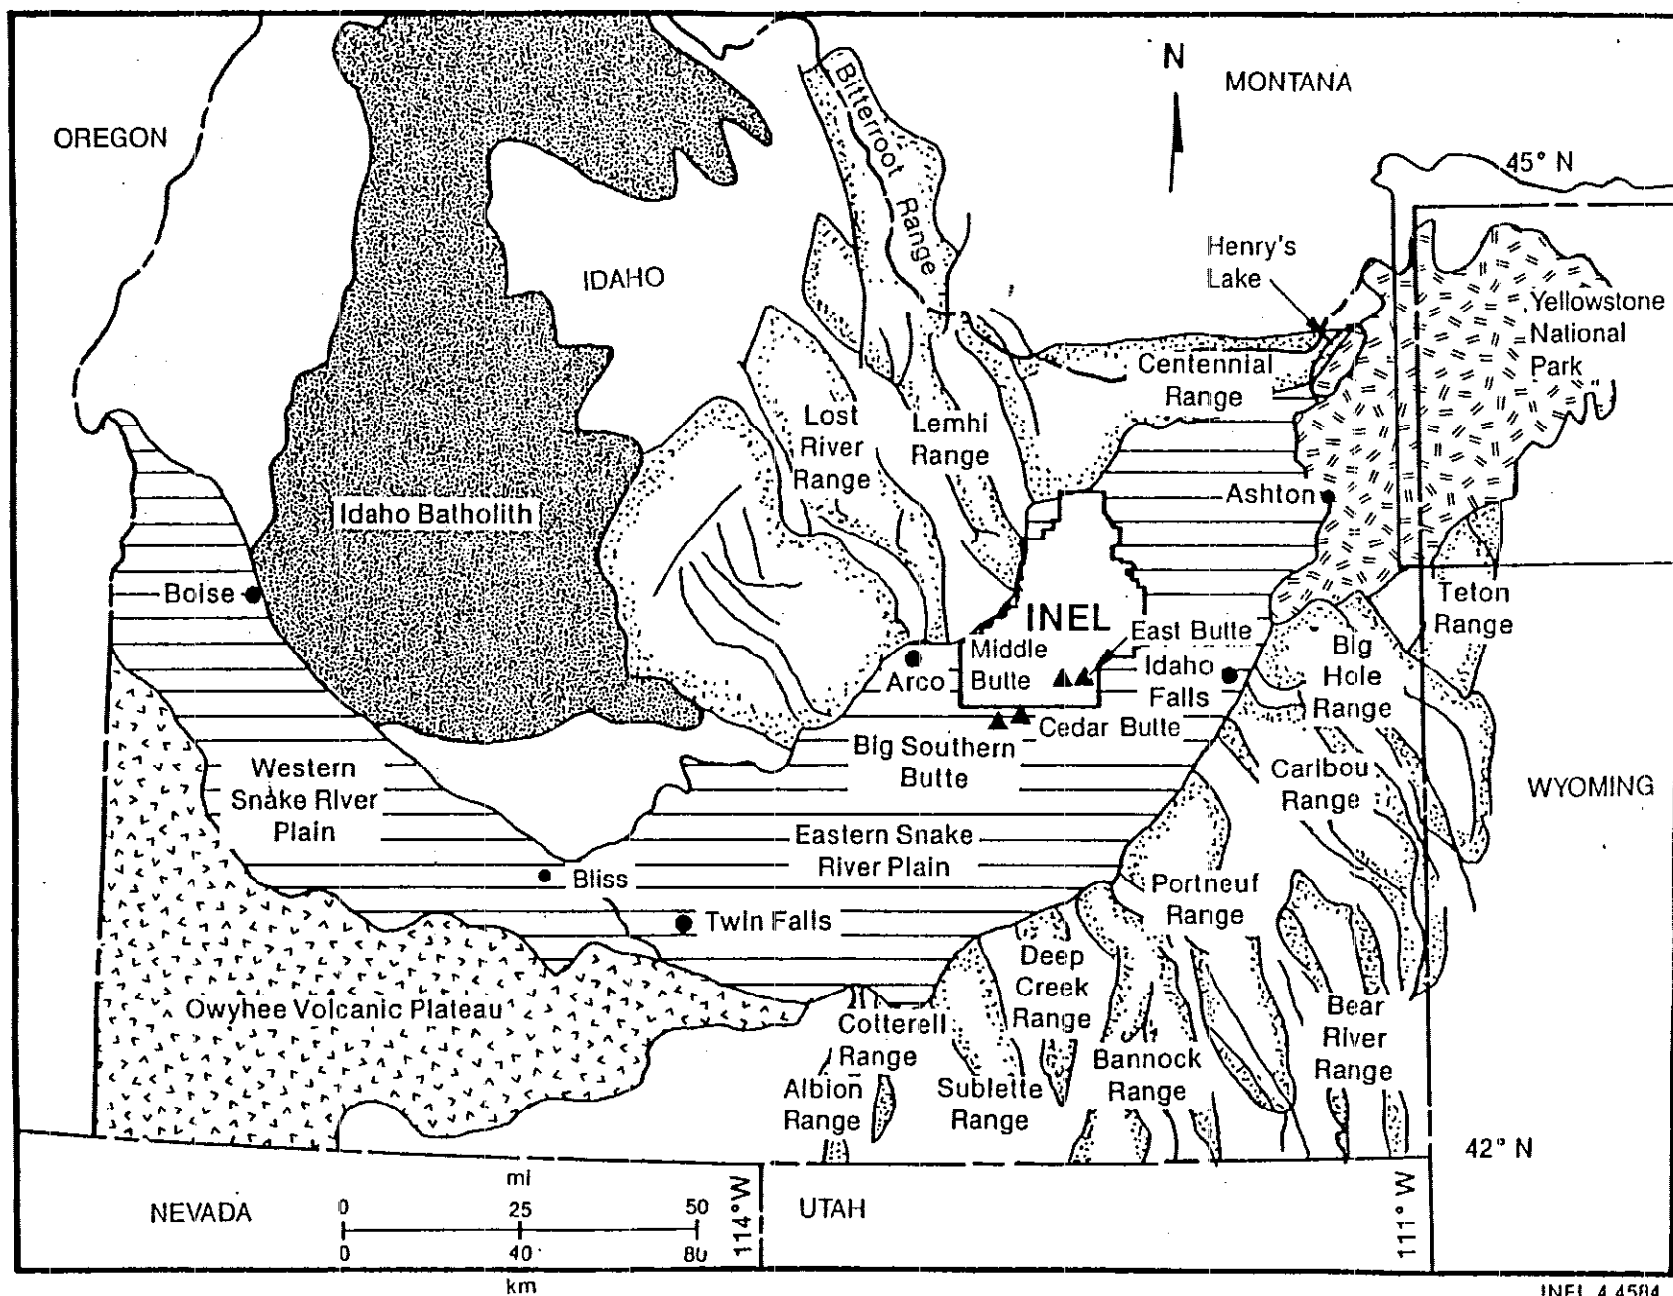 N
MONTANA
OREGON
45° N
Bitterroot
Range
Henry's
Lake
IDAHO
Yellowstone
National
Park
Centennial
Range
Lost
River
Range
Lemhi
Range
Ashton
Idaho Batholith
Boise
INEL
East Butte
Teton
Range
Middle
Butte
Idaho
Falls
Big
Hole
Range
Arco
Cedar Butte
Big Southern
Butte
Western
Snake River
Plain
Caribou
Range
WYOMING
Eastern Snake
River Plain
Bliss
Portneuf
Range
Twin Falls
Deep
Creek
Range
Owyhee Volcanic Plateau
Cotterell
Range
Bear
River
Range
Bannock
Range
Albion
Range
Sublette
Range
42° N
mi
0 25 50
0 40 80
km
NEVADA
114° W
UTAH
111° W
INEL 4 4584